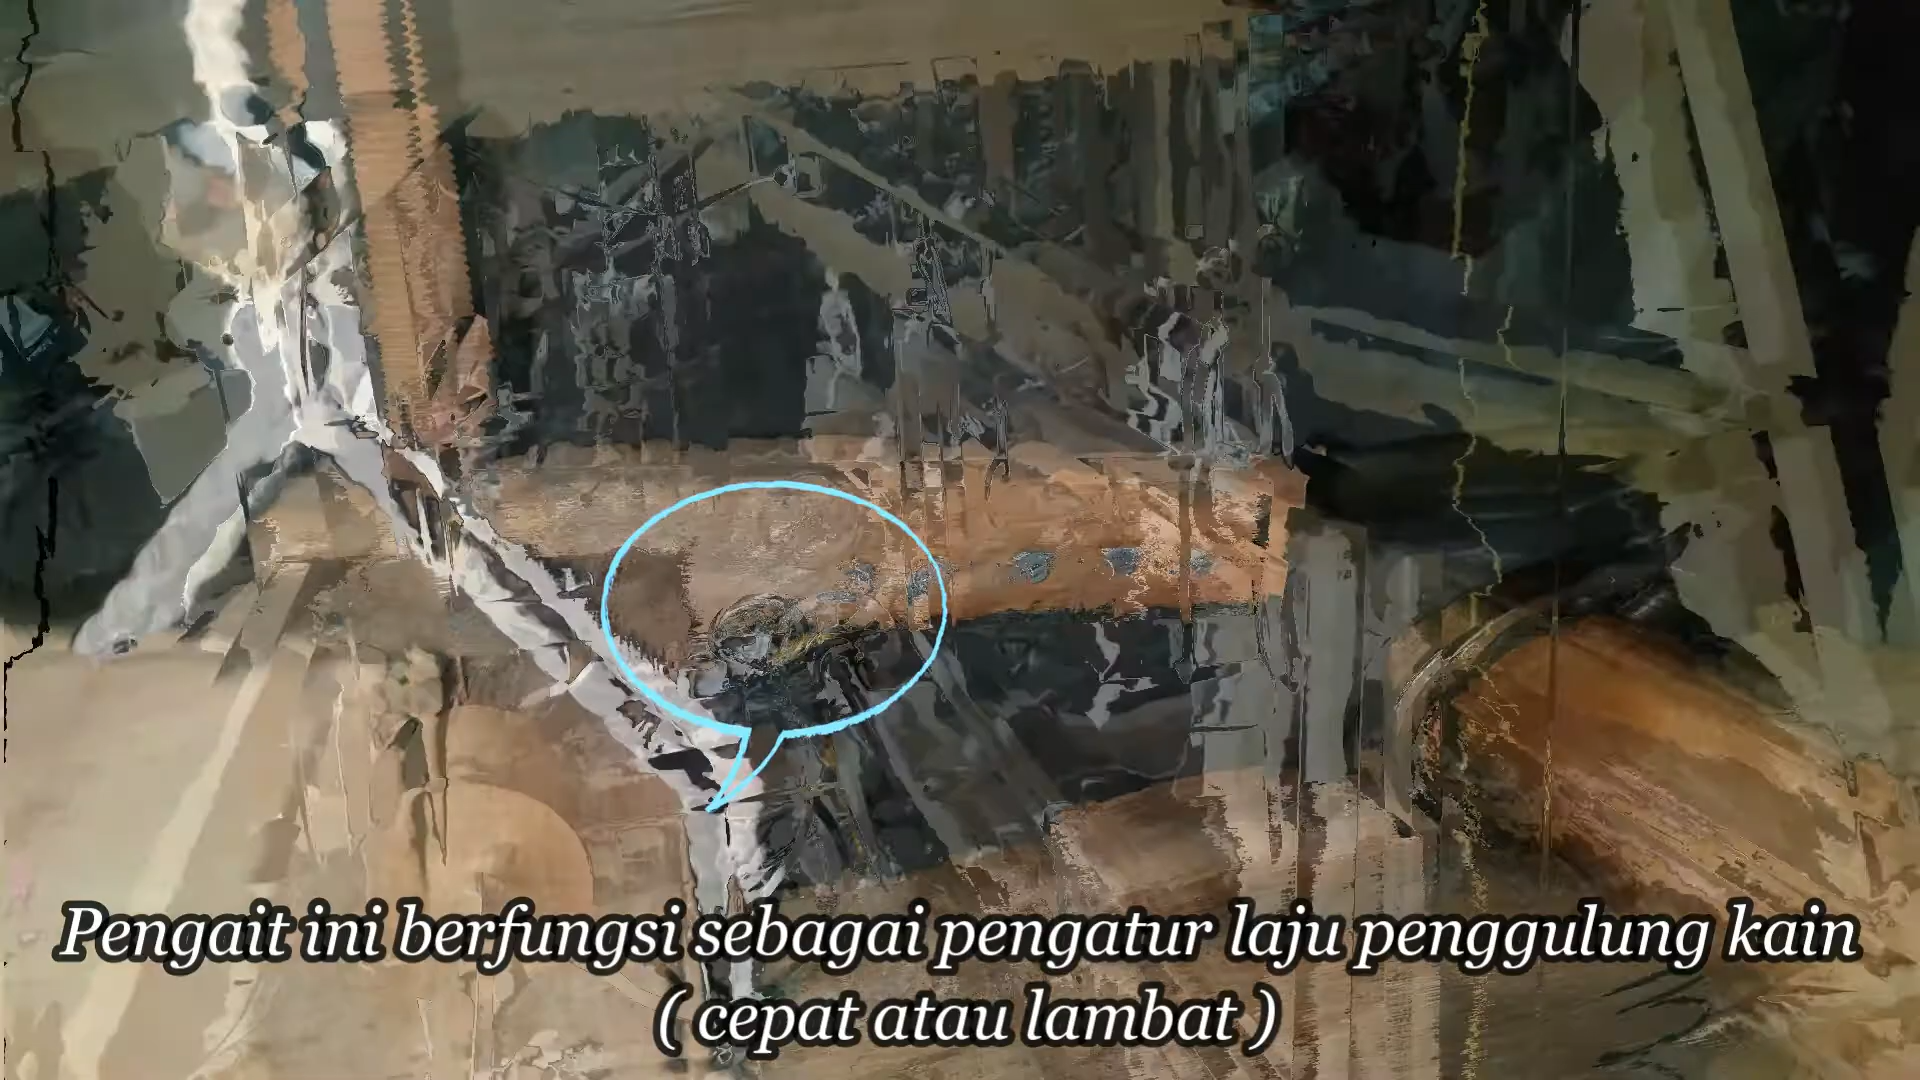 Pengait ini berfungsi sebagai pengatur laju penggulung kain
( cepat atau lambat )